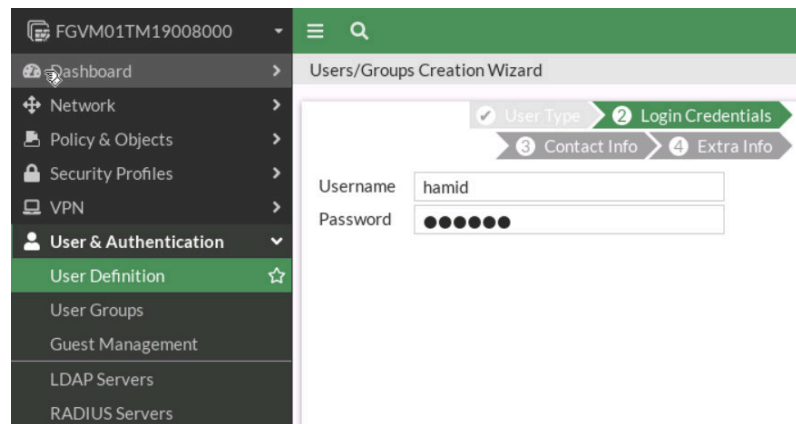 FGVM01TM19008000
Dashboard
Network
Policy & Objects
Security Profiles
VPN
User & Authentication
User Definition
User Groups
Guest Management
LDAP Servers
RADIUS Servers
Users/Groups Creation Wizard
User Type 2 Login Credentials
3 Contact Info 4 Extra Info
Username hamid
Password ●●●●●●